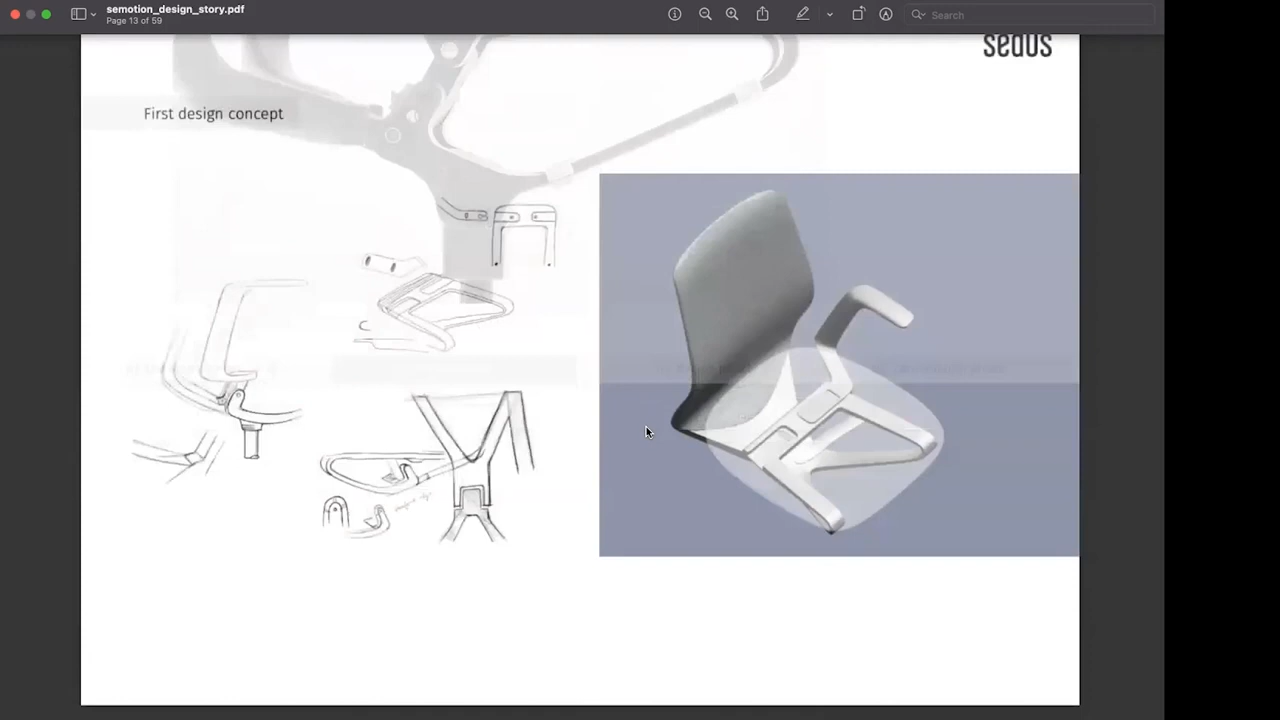 semotion_design_story.pdf
Page 13 of 59
Search
sedus
First design concept